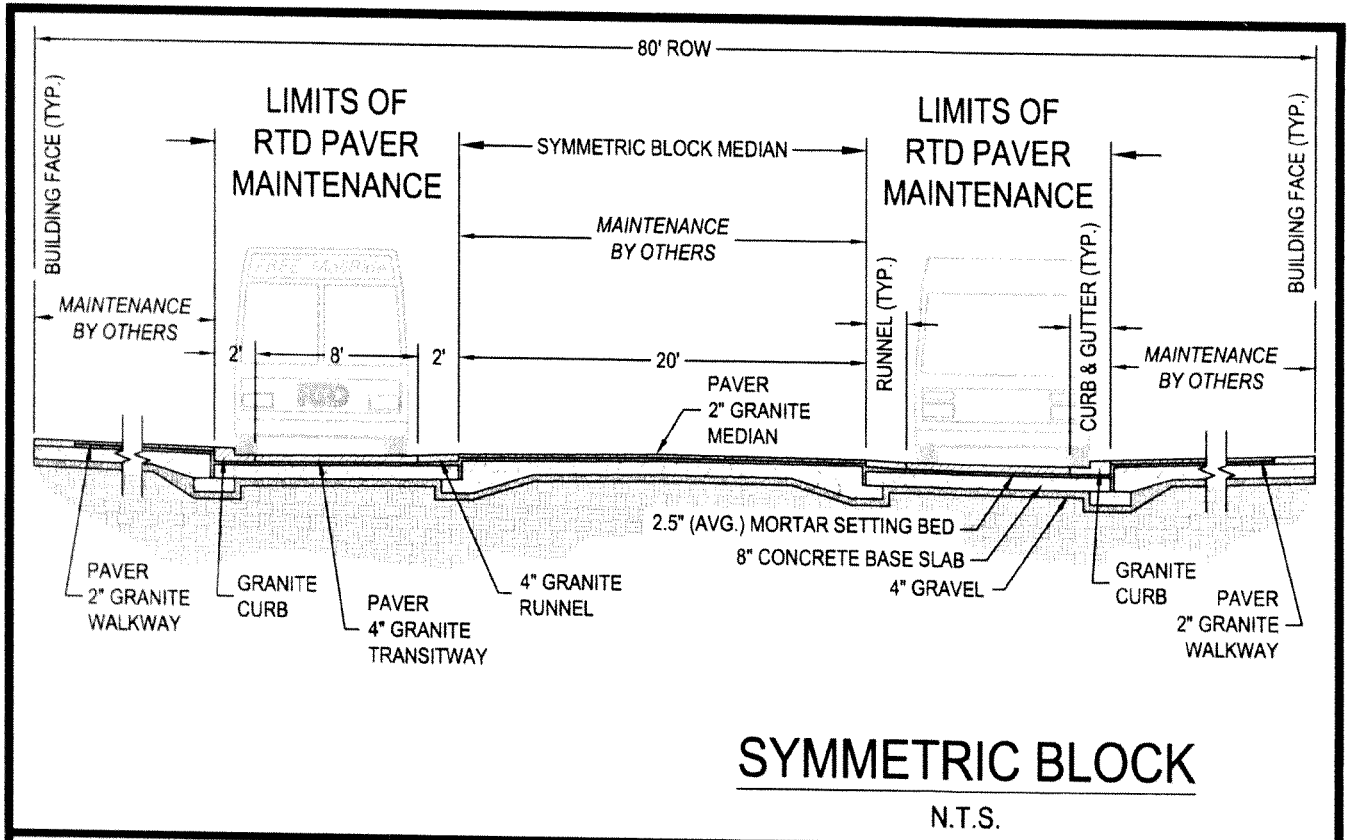 80' ROW
BUILDING FACE (TYP.)
LIMITS OF
RTD PAVER
MAINTENANCE
SYMMETRIC BLOCK MEDIAN
LIMITS OF
RTD PAVER
MAINTENANCE
BUILDING FACE (TYP.)
MAINTENANCE
BY OTHERS
MAINTENANCE
BY OTHERS
RUNNEL (TYP.)
CURB & GUTTER (TYP.)
MAINTENANCE
BY OTHERS
2'
8'
2'
20'
RTD
PAVER
2" GRANITE
MEDIAN
2.5" (AVG.) MORTAR SETTING BED
8" CONCRETE BASE SLAB
4" GRAVEL
PAVER
2" GRANITE
WALKWAY
GRANITE
CURB
PAVER
4" GRANITE
TRANSITWAY
4" GRANITE
RUNNEL
GRANITE
CURB
PAVER
2" GRANITE
WALKWAY
SYMMETRIC BLOCK
N.T.S.